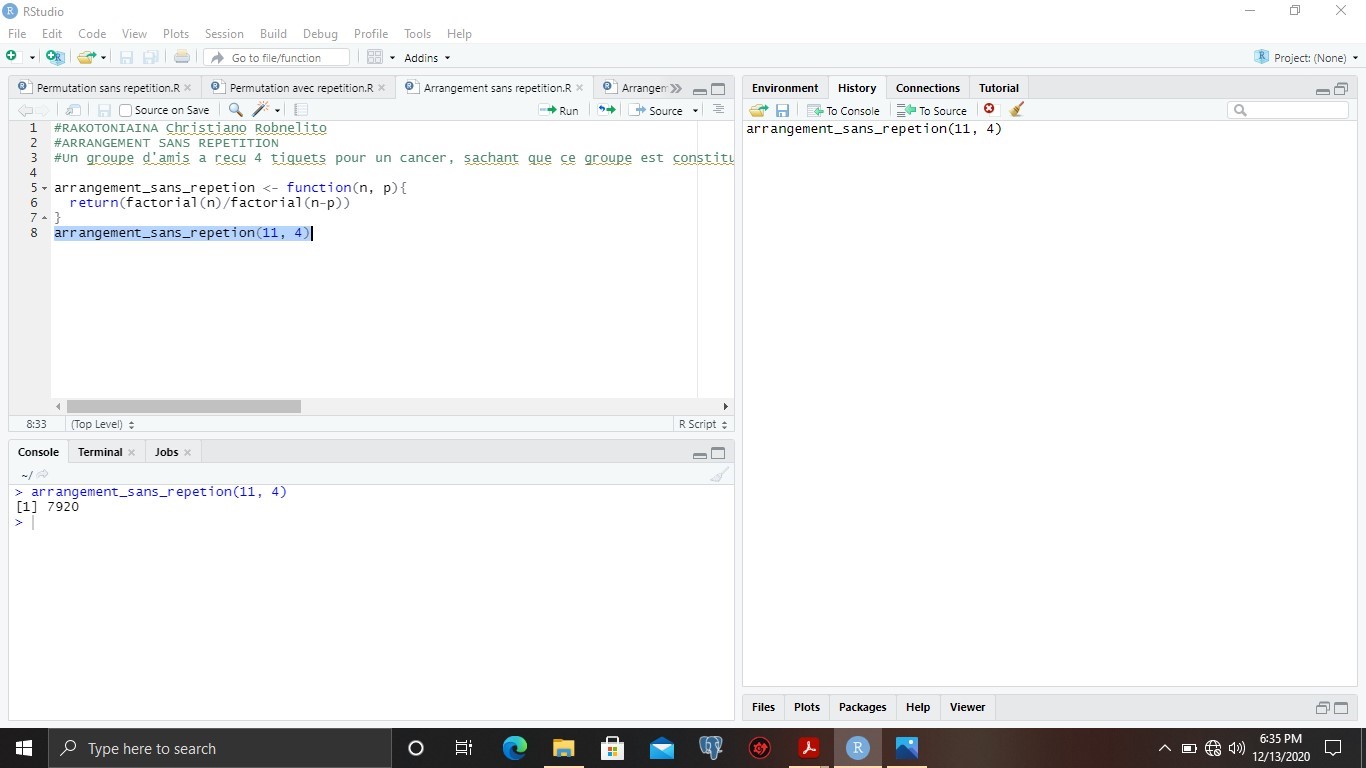 RStudio
File Edit Code View Plots Session Build Debug Profile Tools Help
Go to file/function Addins Project: (None)
Permutation sans repetition.R Permutation avec repetition.R Arrangement sans repetition.R Arrangem
Source on Save Run Source
1 #RAKOTONIAINA Christiano Robnelito
2 #ARRANGEMENT SANS REPETITION
3 #Un groupe d'amis a recu 4 tiquets pour un cancer, sachant que ce groupe est constitu
4
5 arrangement_sans_repetion <- function(n, p){
6 return(factorial(n)/factorial(n-p))
7 }
8 arrangement_sans_repetion(11, 4)
8:33 (Top Level) R Script
Console Terminal Jobs
~/
> arrangement_sans_repetion(11, 4)
[1] 7920
>
Environment History Connections Tutorial
To Console To Source
arrangement_sans_repetion(11, 4)
Files Plots Packages Help Viewer
Type here to search
6:35 PM
12/13/2020